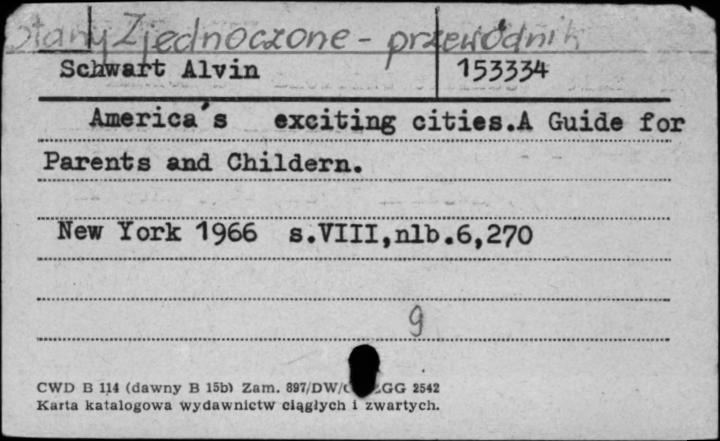 Stany Zjednoczone - przewodnik
Schwart Alvin 153334
America's exciting cities.A Guide for
Parents and Childern.
New York 1966 s.VIII,nlb.6,270
9
CWD B 114 (dawny B 15b) Zam. 897/DW/ ZGG 2542
Karta katalogowa wydawnictw ciągłych i zwartych.